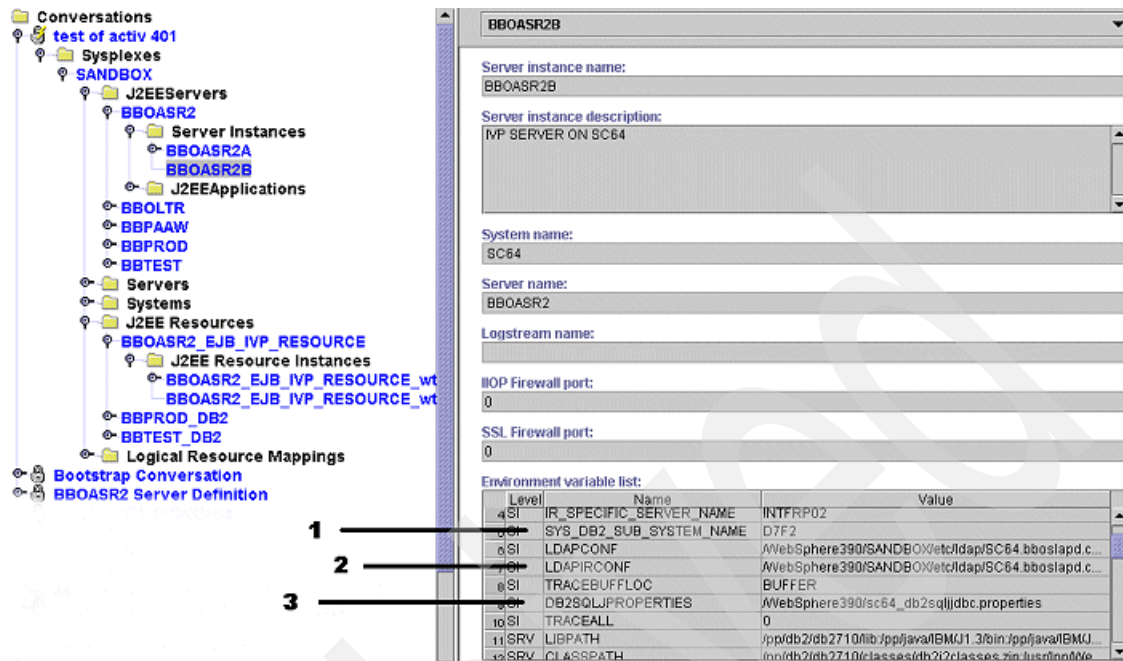 Conversations
test of activ 401
Sysplexes
SANDBOX
J2EEServers
BBOASR2
Server Instances
BBOASR2A
BBOASR2B
J2EEApplications
BBOLTR
BBPAAW
BBPROD
BBTEST
Servers
Systems
J2EE Resources
BBOASR2_EJB_IVP_RESOURCE
J2EE Resource Instances
BBOASR2_EJB_IVP_RESOURCE_wt
BBOASR2_EJB_IVP_RESOURCE_wt
BBPROD_DB2
BBTEST_DB2
Logical Resource Mappings
Bootstrap Conversation
BBOASR2 Server Definition
1
2
3
BBOASR2B
Server instance name:
BBOASR2B
Server instance description:
IVP SERVER ON SC64
System name:
SC64
Server name:
BBOASR2
Logstream name:
IIOP Firewall port:
0
SSL Firewall port:
0
Environment variable list:
Level Name Value
4 SI IR_SPECIFIC_SERVER_NAME INTFRP02
SYS_DB2_SUB_SYSTEM_NAME D7F2
6 SI LDAPCONF /WebSphere390/SANDBOX/etc/ldap/SC64.bboslapd.c...
SI LDAPIRCONF /WebSphere390/SANDBOX/etc/ldap/SC64.bboslapd.c...
8 SI TRACEBUFFLOC BUFFER
DB2SQLJPROPERTIES /WebSphere390/sc64_db2sqljjdbc.properties
10 SI TRACEALL 0
11 SRV LIBPATH /pp/db2/db2710/lib:/pp/java/IBM/J1.3/bin:/pp/java/IBM/J...
12 SRV CLASSPATH